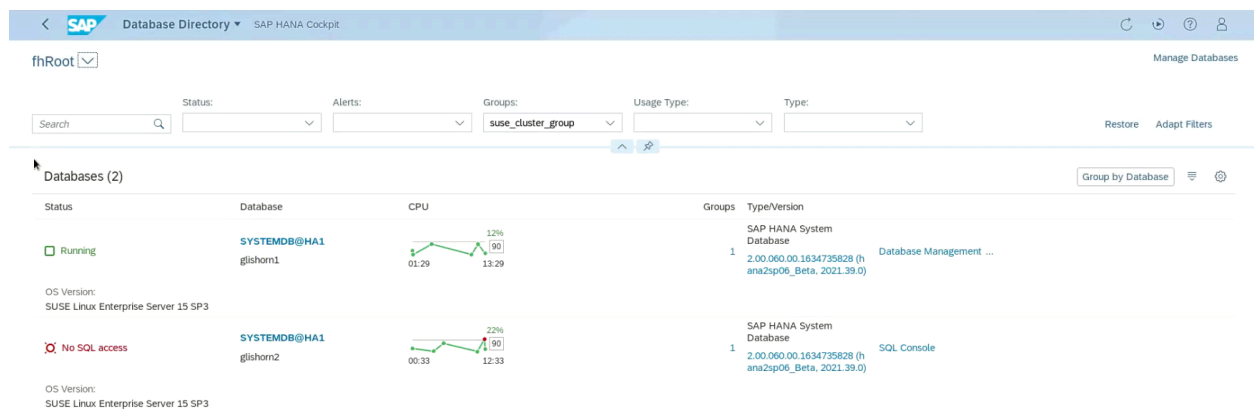 SAP Database Directory SAP HANA Cockpit
fhRoot
Manage Databases
Status: Alerts: Groups: Usage Type: Type:
Search suse_cluster_group Restore Adapt Filters
Databases (2) Group by Database
Status Database CPU Groups Type/Version
Running
SYSTEMDB@HA1
glishorn1
12%
90
01:29 13:29
1
SAP HANA System
Database
2.00.060.00.1634735828 (h
ana2sp06_Beta, 2021.39.0)
Database Management ...
OS Version:
SUSE Linux Enterprise Server 15 SP3
No SQL access
SYSTEMDB@HA1
glishorn2
22%
90
00:33 12:33
1
SAP HANA System
Database
2.00.060.00.1634735828 (h
ana2sp06_Beta, 2021.39.0)
SQL Console
OS Version:
SUSE Linux Enterprise Server 15 SP3